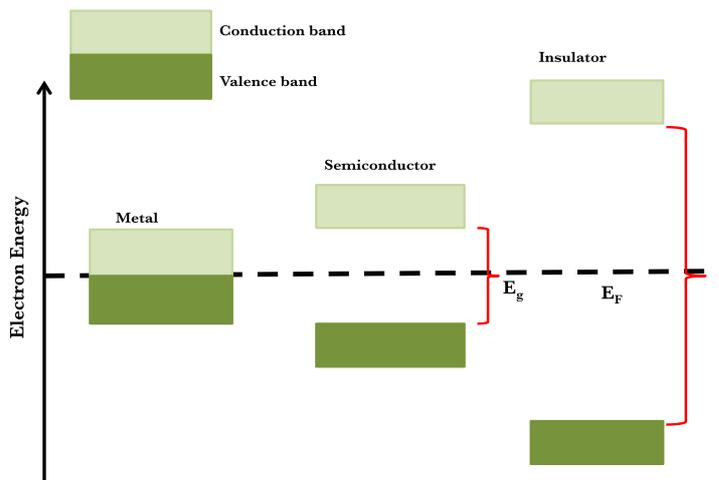 Conduction band
Valence band
Insulator
Semiconductor
Metal
Electron Energy
Eg
EF